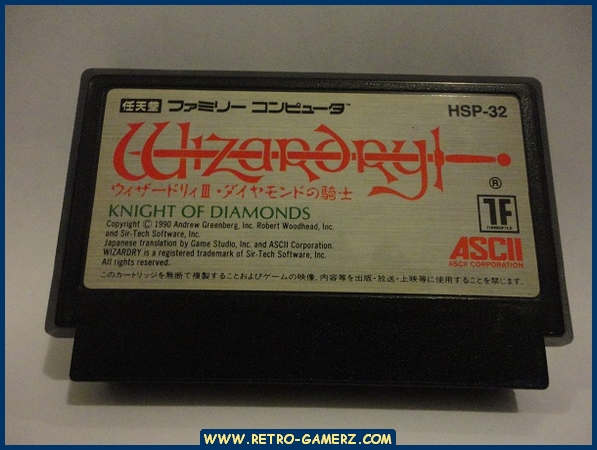 任天堂 ファミリー コンピュータ™
HSP-32
Wizardry
ウィザードリィⅢ・ダイヤモンドの騎士
®
KNIGHT OF DIAMONDS
Copyright © 1990 Andrew Greenberg, Inc. Robert Woodhead, Inc.
and Sir-Tech Software, Inc.
Japanese translation by Game Studio, Inc. and ASCII Corporation.
WIZARDRY is a registered trademark of Sir-Tech Software, Inc.
All rights reserved.
TF
TURBOFILE
ASCII
ASCII CORPORATION
このカートリッジを無断で複製することおよびゲームの映像、内容等を出版・放送・上映等に使用することを禁じます。
WWW.RETRO-GAMERZ.COM